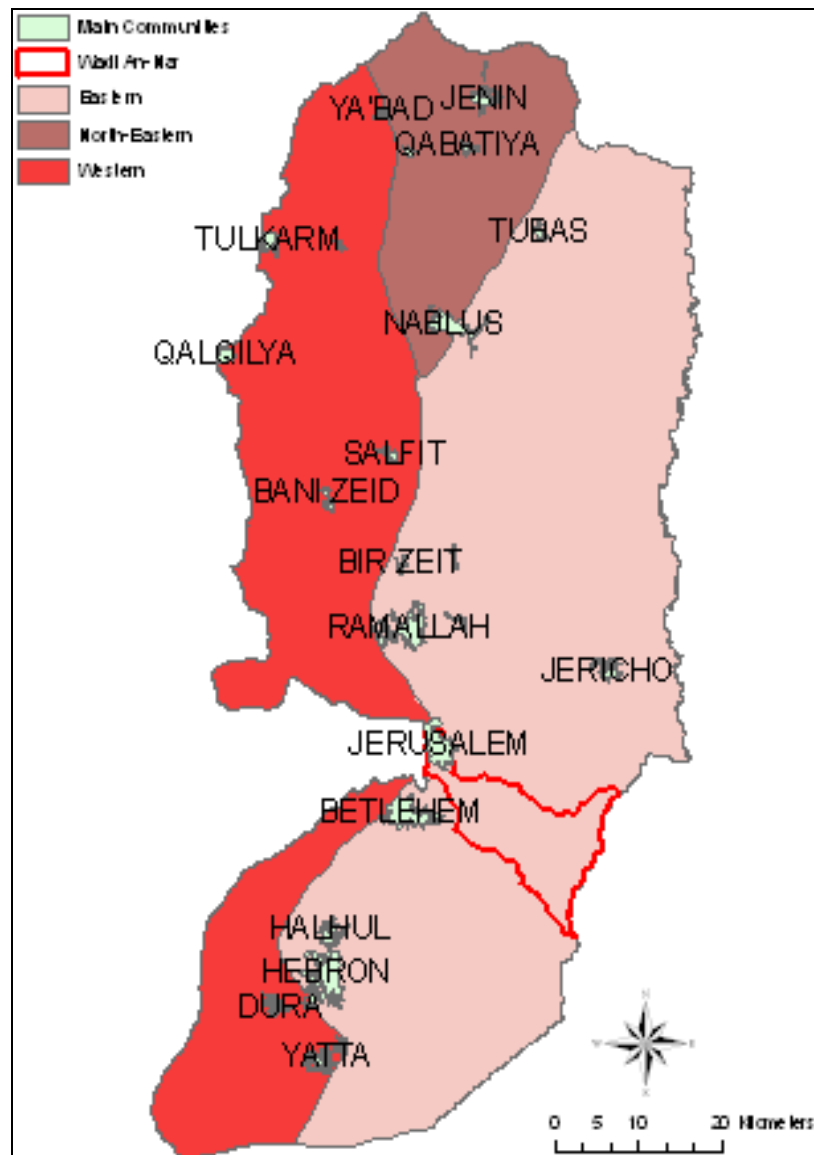 Main Communities
Wadi An-Nar
Eastern
North-Eastern
Western
YA'BAD
JENIN
QABATIYA
TULKARM
TUBAS
NABLUS
QALQILYA
SALFIT
BANI ZEID
BIR ZEIT
RAMALLAH
JERICHO
JERUSALEM
BETLEHEM
HALHUL
HEBRON
DURA
YATTA
N
W E
S
0 5 10 20 Kilometers